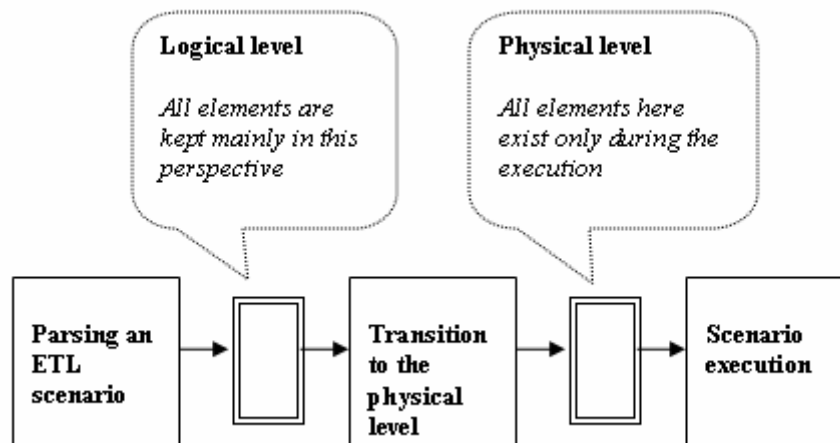 Logical level
All elements are
kept mainly in this
perspective
Physical level
All elements here
exist only during the
execution
Parsing an
ETL
scenario
Transition
to the
physical
level
Scenario
execution